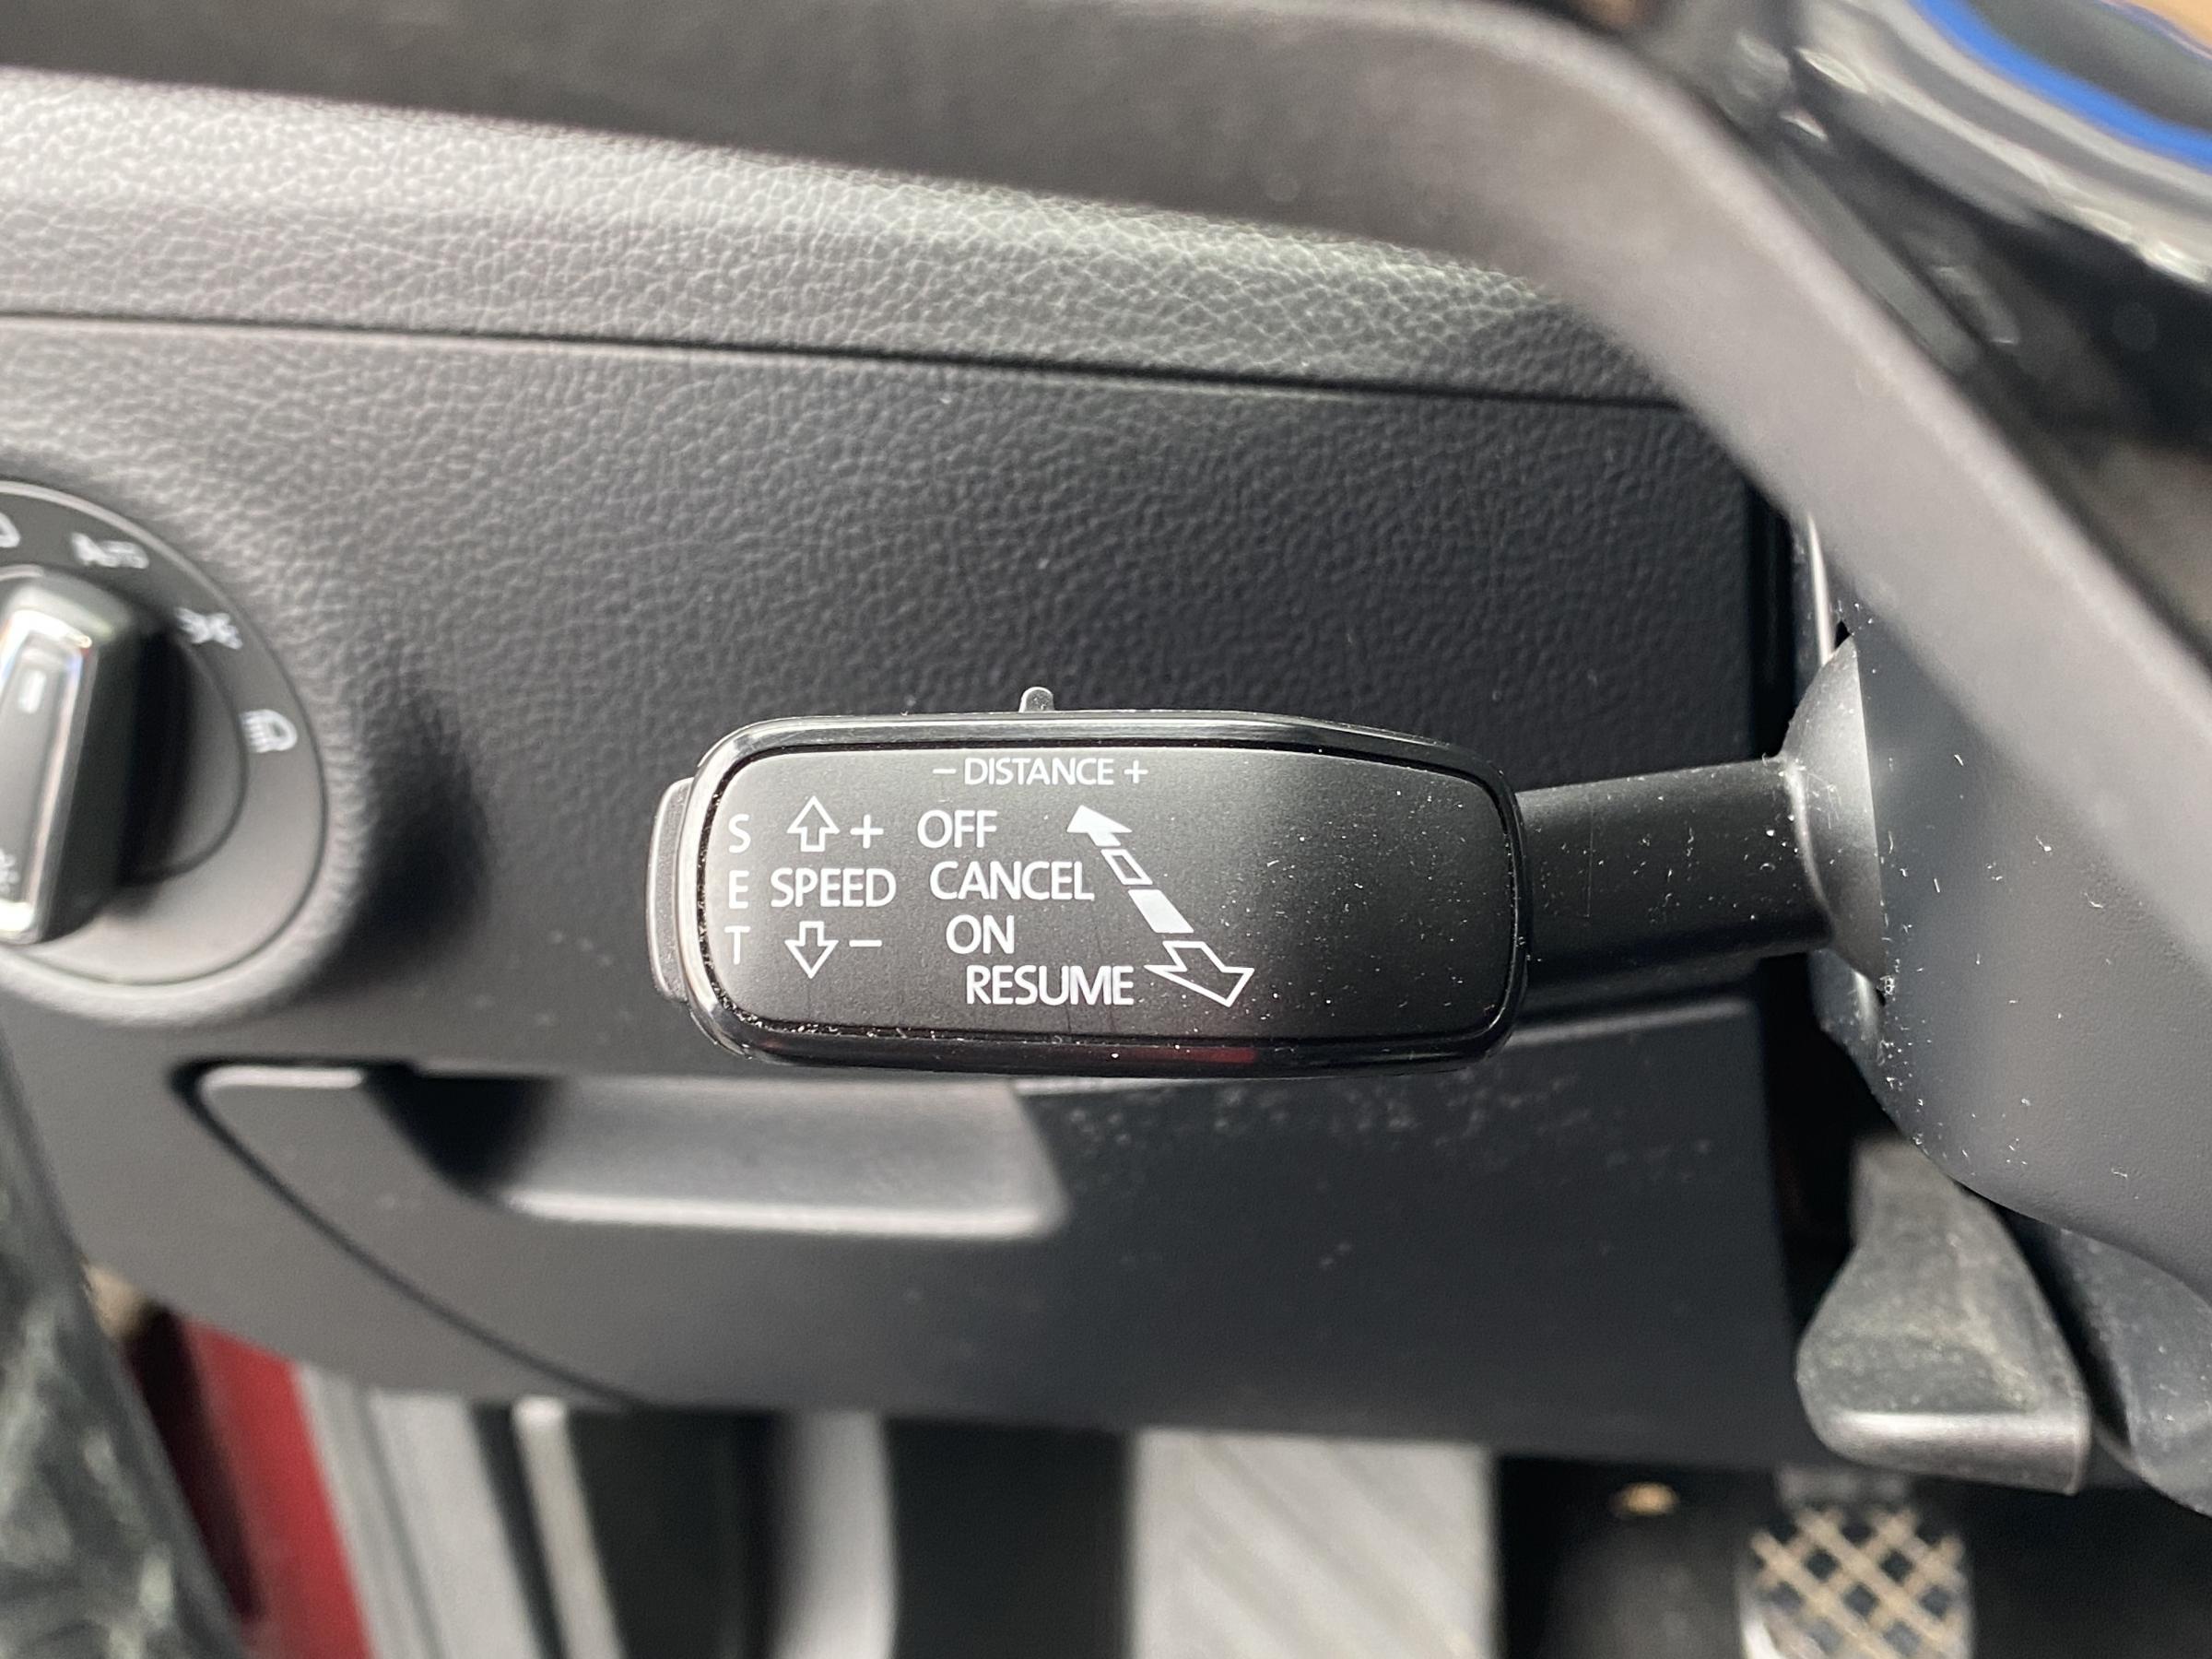 − DISTANCE +
S
E
T
+
SPEED
−
OFF
CANCEL
ON
RESUME